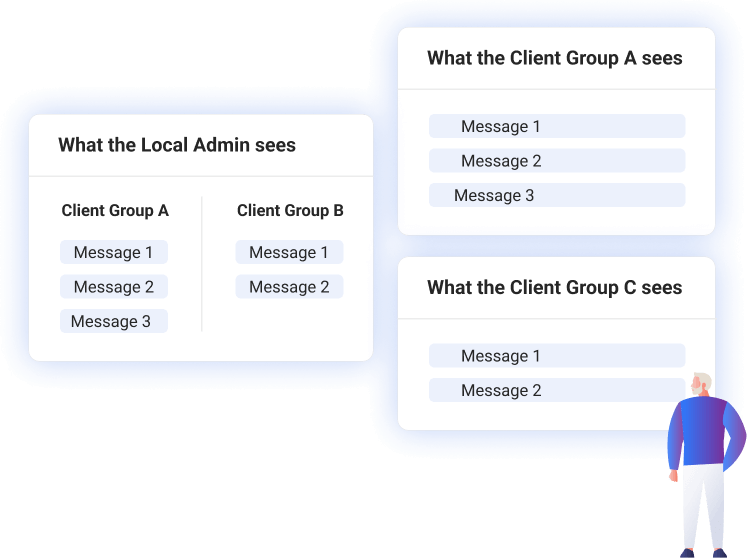 What the Local Admin sees
Client Group A
Message 1
Message 2
Message 3
Client Group B
Message 1
Message 2
What the Client Group A sees
Message 1
Message 2
Message 3
What the Client Group C sees
Message 1
Message 2